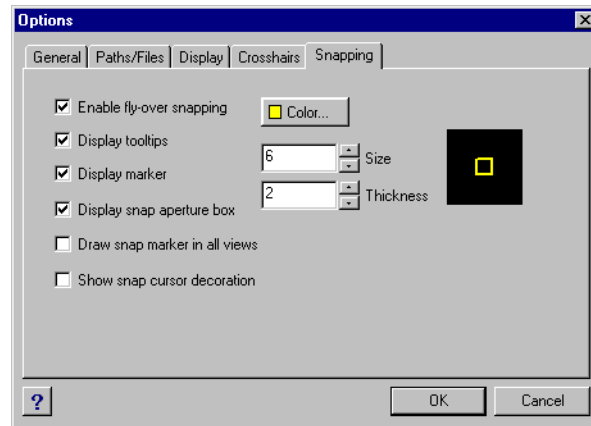 Options
General Paths/Files Display Crosshairs Snapping
Enable fly-over snapping Color...
Display tooltips
6 Size
Display marker
2 Thickness
Display snap aperture box
Draw snap marker in all views
Show snap cursor decoration
? OK Cancel